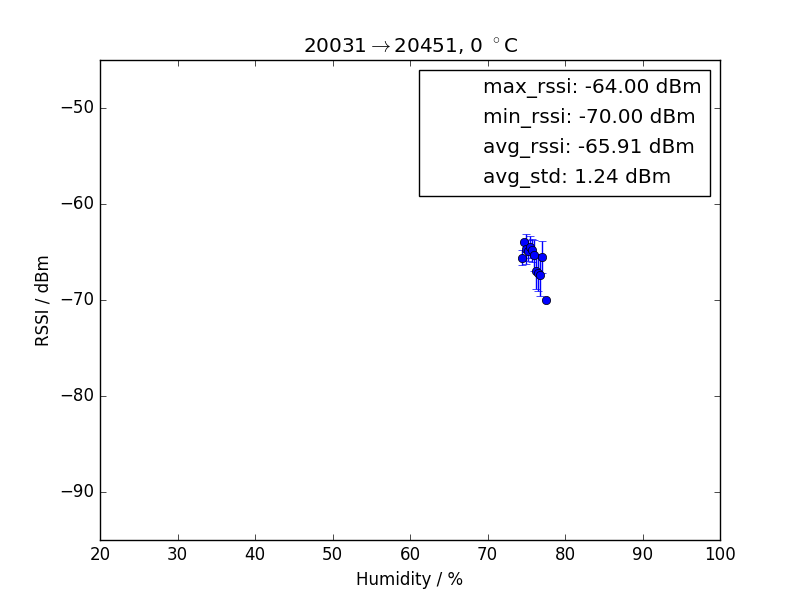 20031→20451, 0 °C
max_rssi: -64.00 dBm
min_rssi: -70.00 dBm
avg_rssi: -65.91 dBm
avg_std: 1.24 dBm
RSSI / dBm
−50
−60
−70
−80
−90
20 30 40 50 60 70 80 90 100
Humidity / %